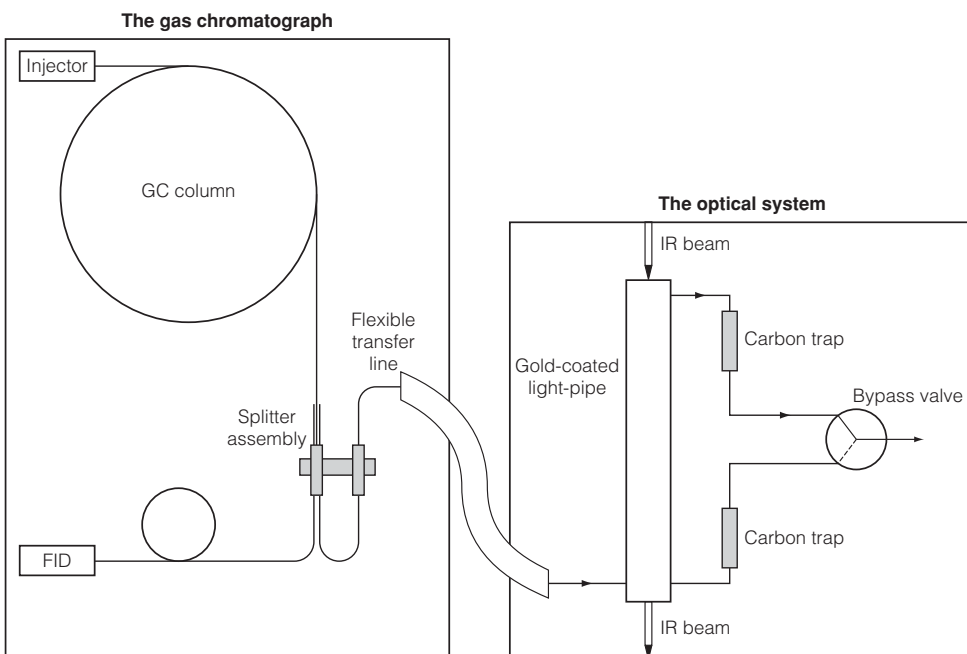 The gas chromatograph
Injector
GC column
The optical system
IR beam
Flexible
transfer
line
Carbon trap
Gold-coated
light-pipe
Bypass valve
Splitter
assembly
Carbon trap
FID
IR beam